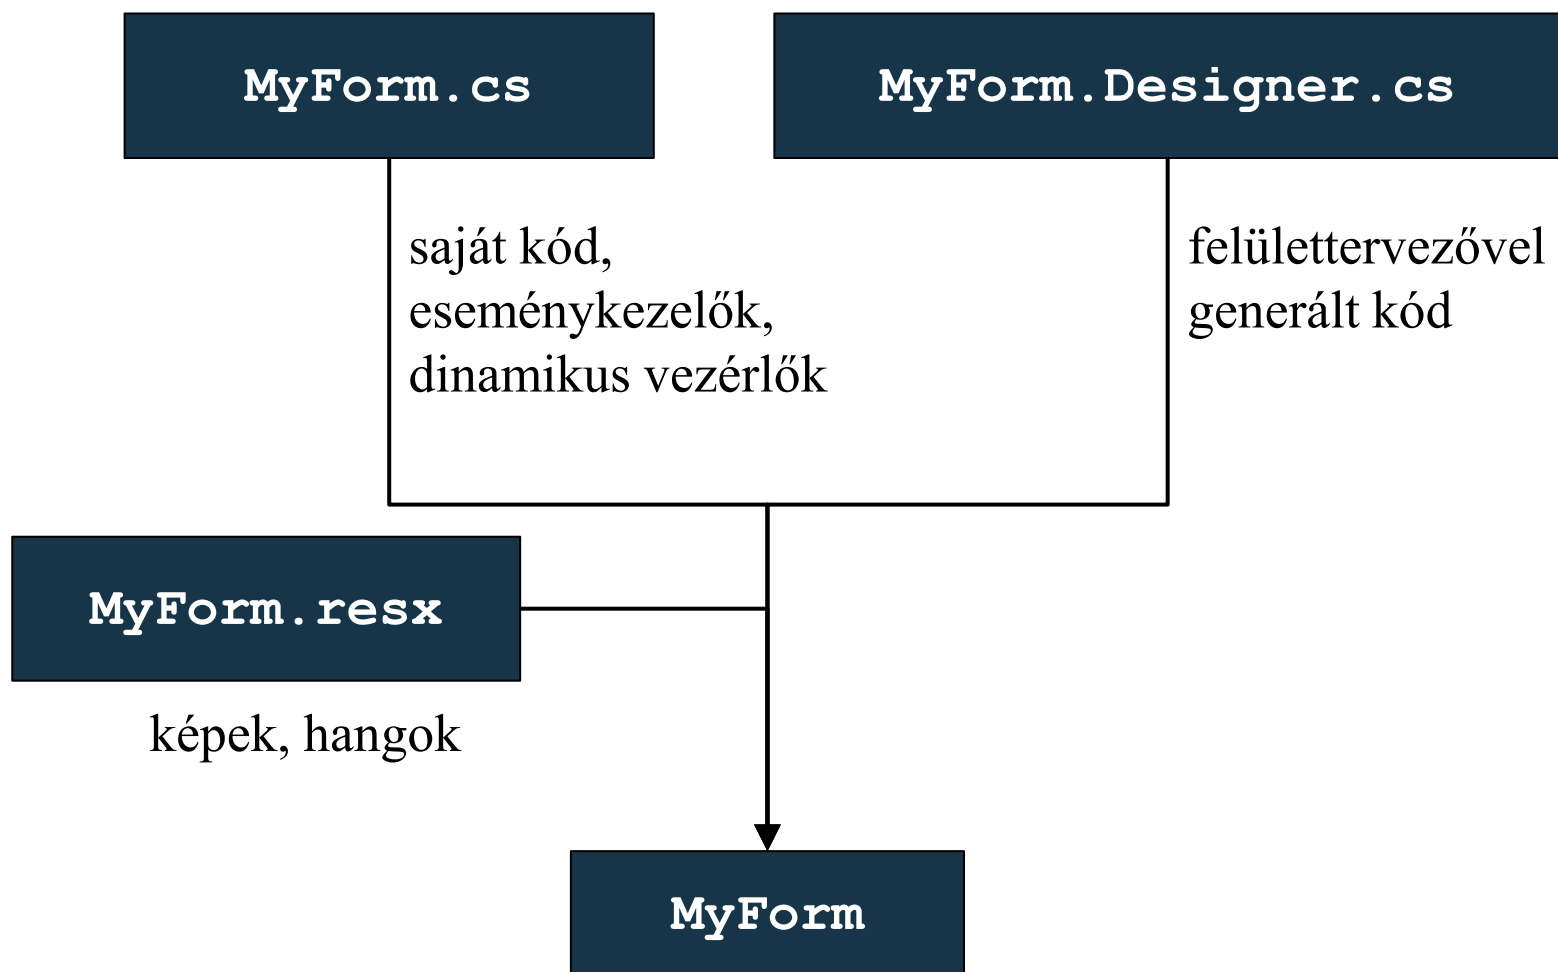 MyForm.cs
MyForm.Designer.cs
saját kód,
eseménykezelők,
dinamikus vezérlők
felülettervezővel
generált kód
MyForm.resx
képek, hangok
MyForm